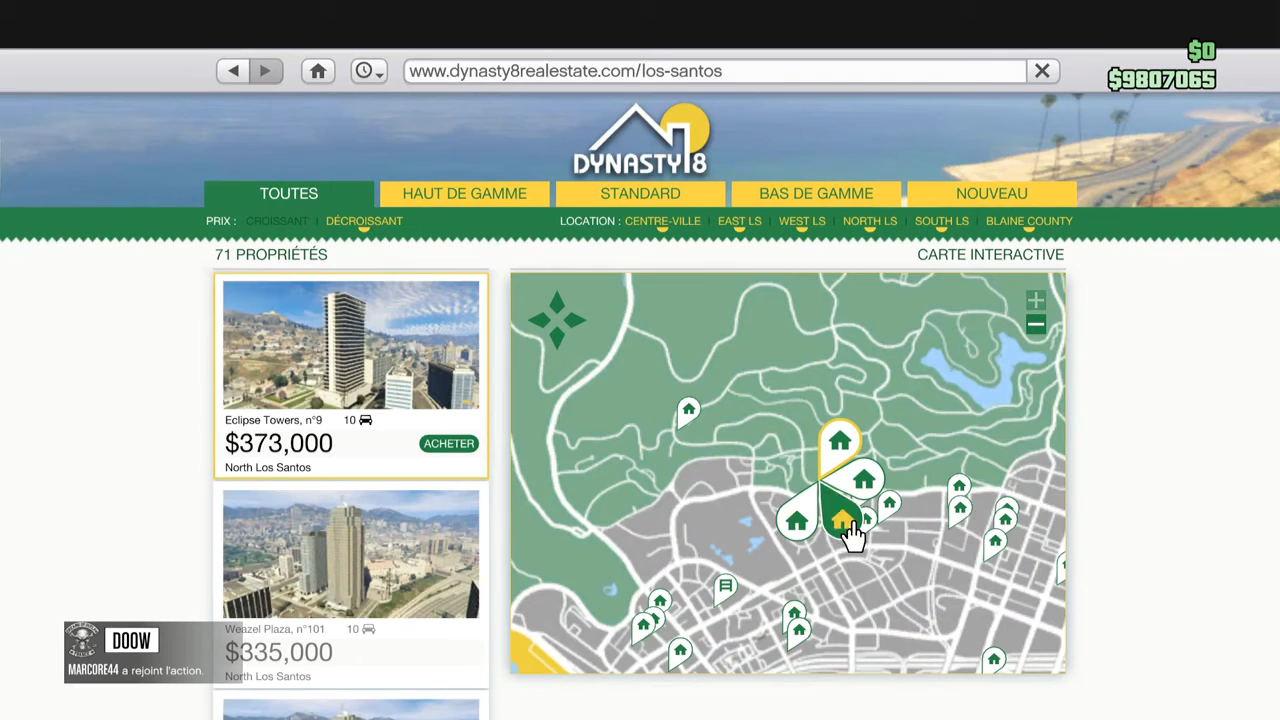 $0
www.dynasty8realestate.com/los-santos
$9807065
DYNASTY 8
TOUTES
HAUT DE GAMME
STANDARD
BAS DE GAMME
NOUVEAU
PRIX : CROISSANT | DÉCROISSANT
LOCATION : CENTRE-VILLE | EAST LS | WEST LS | NORTH LS | SOUTH LS | BLAINE COUNTY
71 PROPRIÉTÉS
CARTE INTERACTIVE
Eclipse Towers, n°9 10
$373,000
ACHETER
North Los Santos
Weazel Plaza, n°101 10
$335,000
North Los Santos
DOOW
MARCORE44 a rejoint l'action.